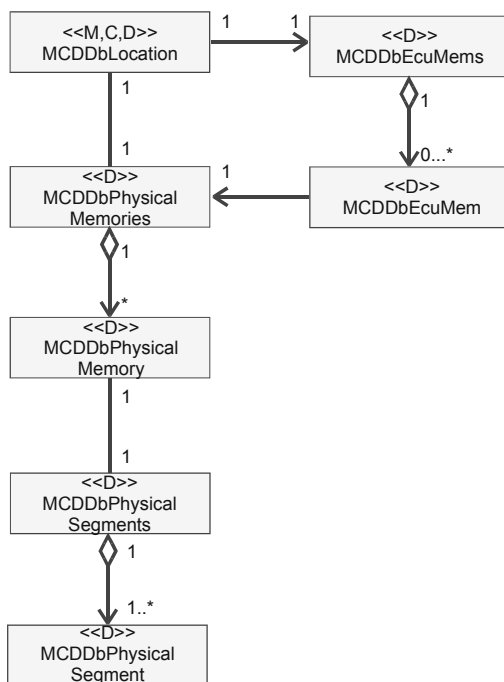 <<M,C,D>>
MCDDbLocation
1
1
<<D>>
MCDDbEcuMems
1
1
0...*
1
<<D>>
MCDDbPhysical
Memories
1
<<D>>
MCDDbEcuMem
1
*
<<D>>
MCDDbPhysical
Memory
1
1
<<D>>
MCDDbPhysical
Segments
1
1..*
<<D>>
MCDDbPhysical
Segment